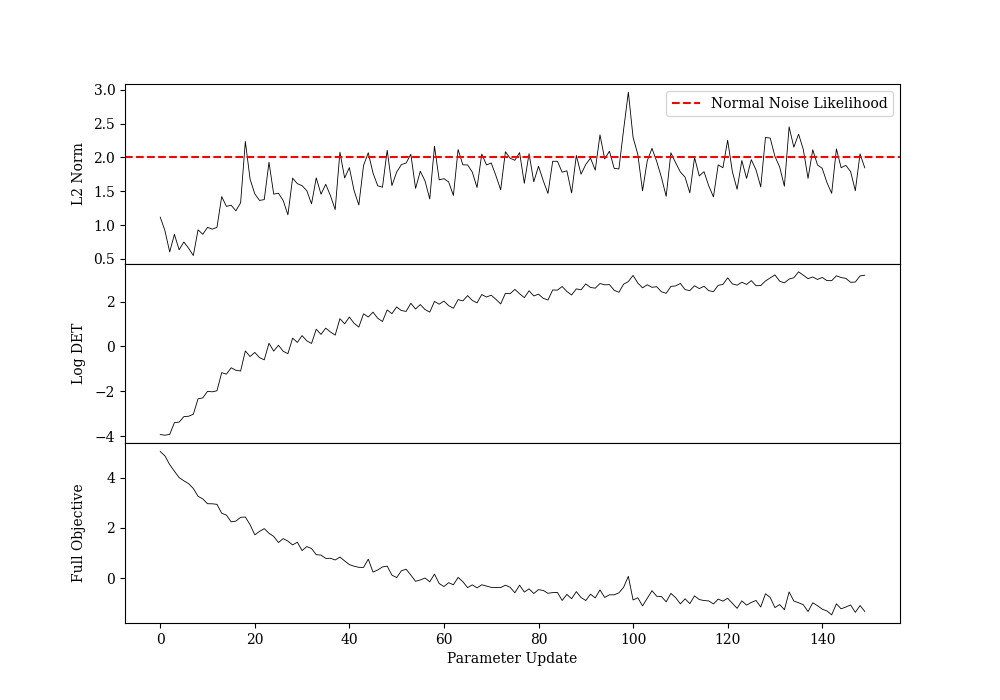 3.0
2.5
2.0
1.5
1.0
0.5
L2 Norm
Normal Noise Likelihood
2
0
−2
−4
Log DET
4
2
0
Full Objective
0 20 40 60 80 100 120 140
Parameter Update